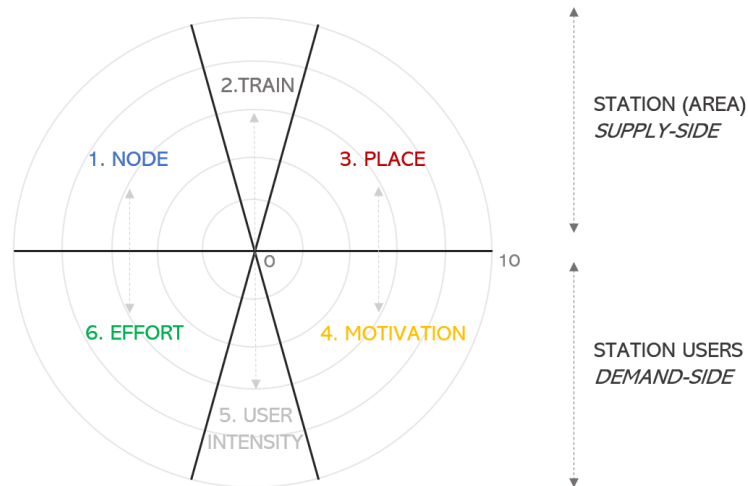 2.TRAIN
STATION (AREA)
SUPPLY-SIDE
1. NODE
3. PLACE
0
10
6. EFFORT
4. MOTIVATION
STATION USERS
DEMAND-SIDE
5. USER
INTENSITY